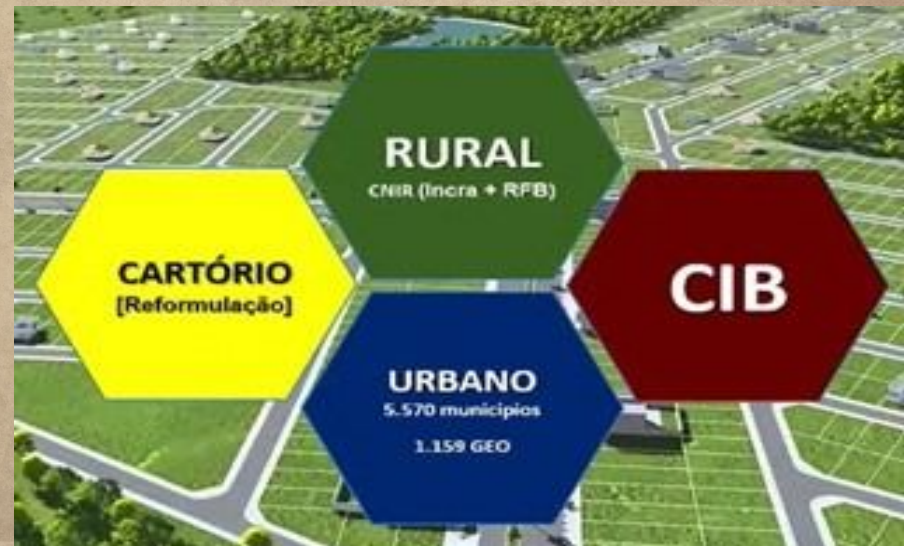 RURAL
CNIR (Incra + RFB)
CARTÓRIO
[Reformulação]
CIB
URBANO
5.570 municípios
1.159 GEO